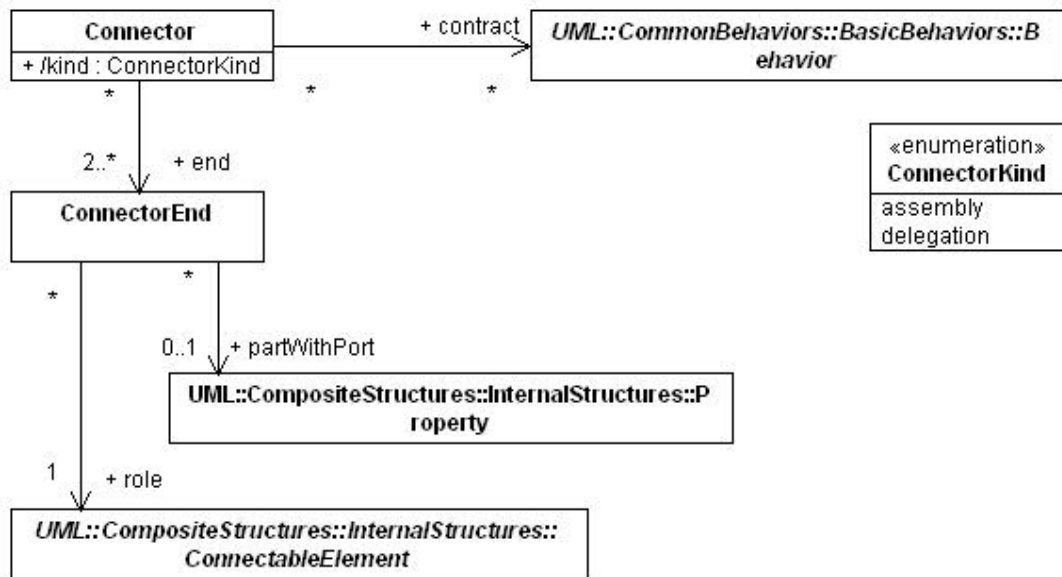 Connector
+ /kind : ConnectorKind
+ contract
*
*
UML::CommonBehaviors::BasicBehaviors::B
ehavior
*
2..*
+ end
«enumeration»
ConnectorKind
assembly
delegation
ConnectorEnd
*
*
0..1
+ partWithPort
UML::CompositeStructures::InternalStructures::P
roperty
1
+ role
UML::CompositeStructures::InternalStructures::
ConnectableElement